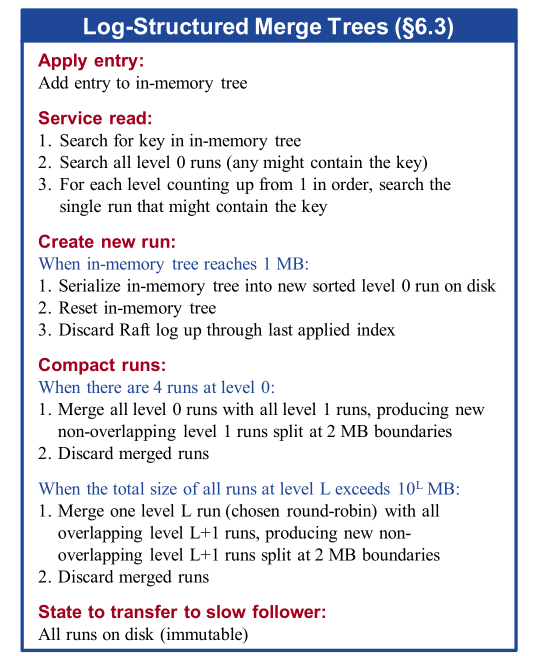 Log-Structured Merge Trees (§6.3)
Apply entry:
Add entry to in-memory tree
Service read:
1. Search for key in in-memory tree
2. Search all level 0 runs (any might contain the key)
3. For each level counting up from 1 in order, search the
single run that might contain the key
Create new run:
When in-memory tree reaches 1 MB:
1. Serialize in-memory tree into new sorted level 0 run on disk
2. Reset in-memory tree
3. Discard Raft log up through last applied index
Compact runs:
When there are 4 runs at level 0:
1. Merge all level 0 runs with all level 1 runs, producing new
non-overlapping level 1 runs split at 2 MB boundaries
2. Discard merged runs
When the total size of all runs at level L exceeds 10ᴸ MB:
1. Merge one level L run (chosen round-robin) with all
overlapping level L+1 runs, producing new non-
overlapping level L+1 runs split at 2 MB boundaries
2. Discard merged runs
State to transfer to slow follower:
All runs on disk (immutable)